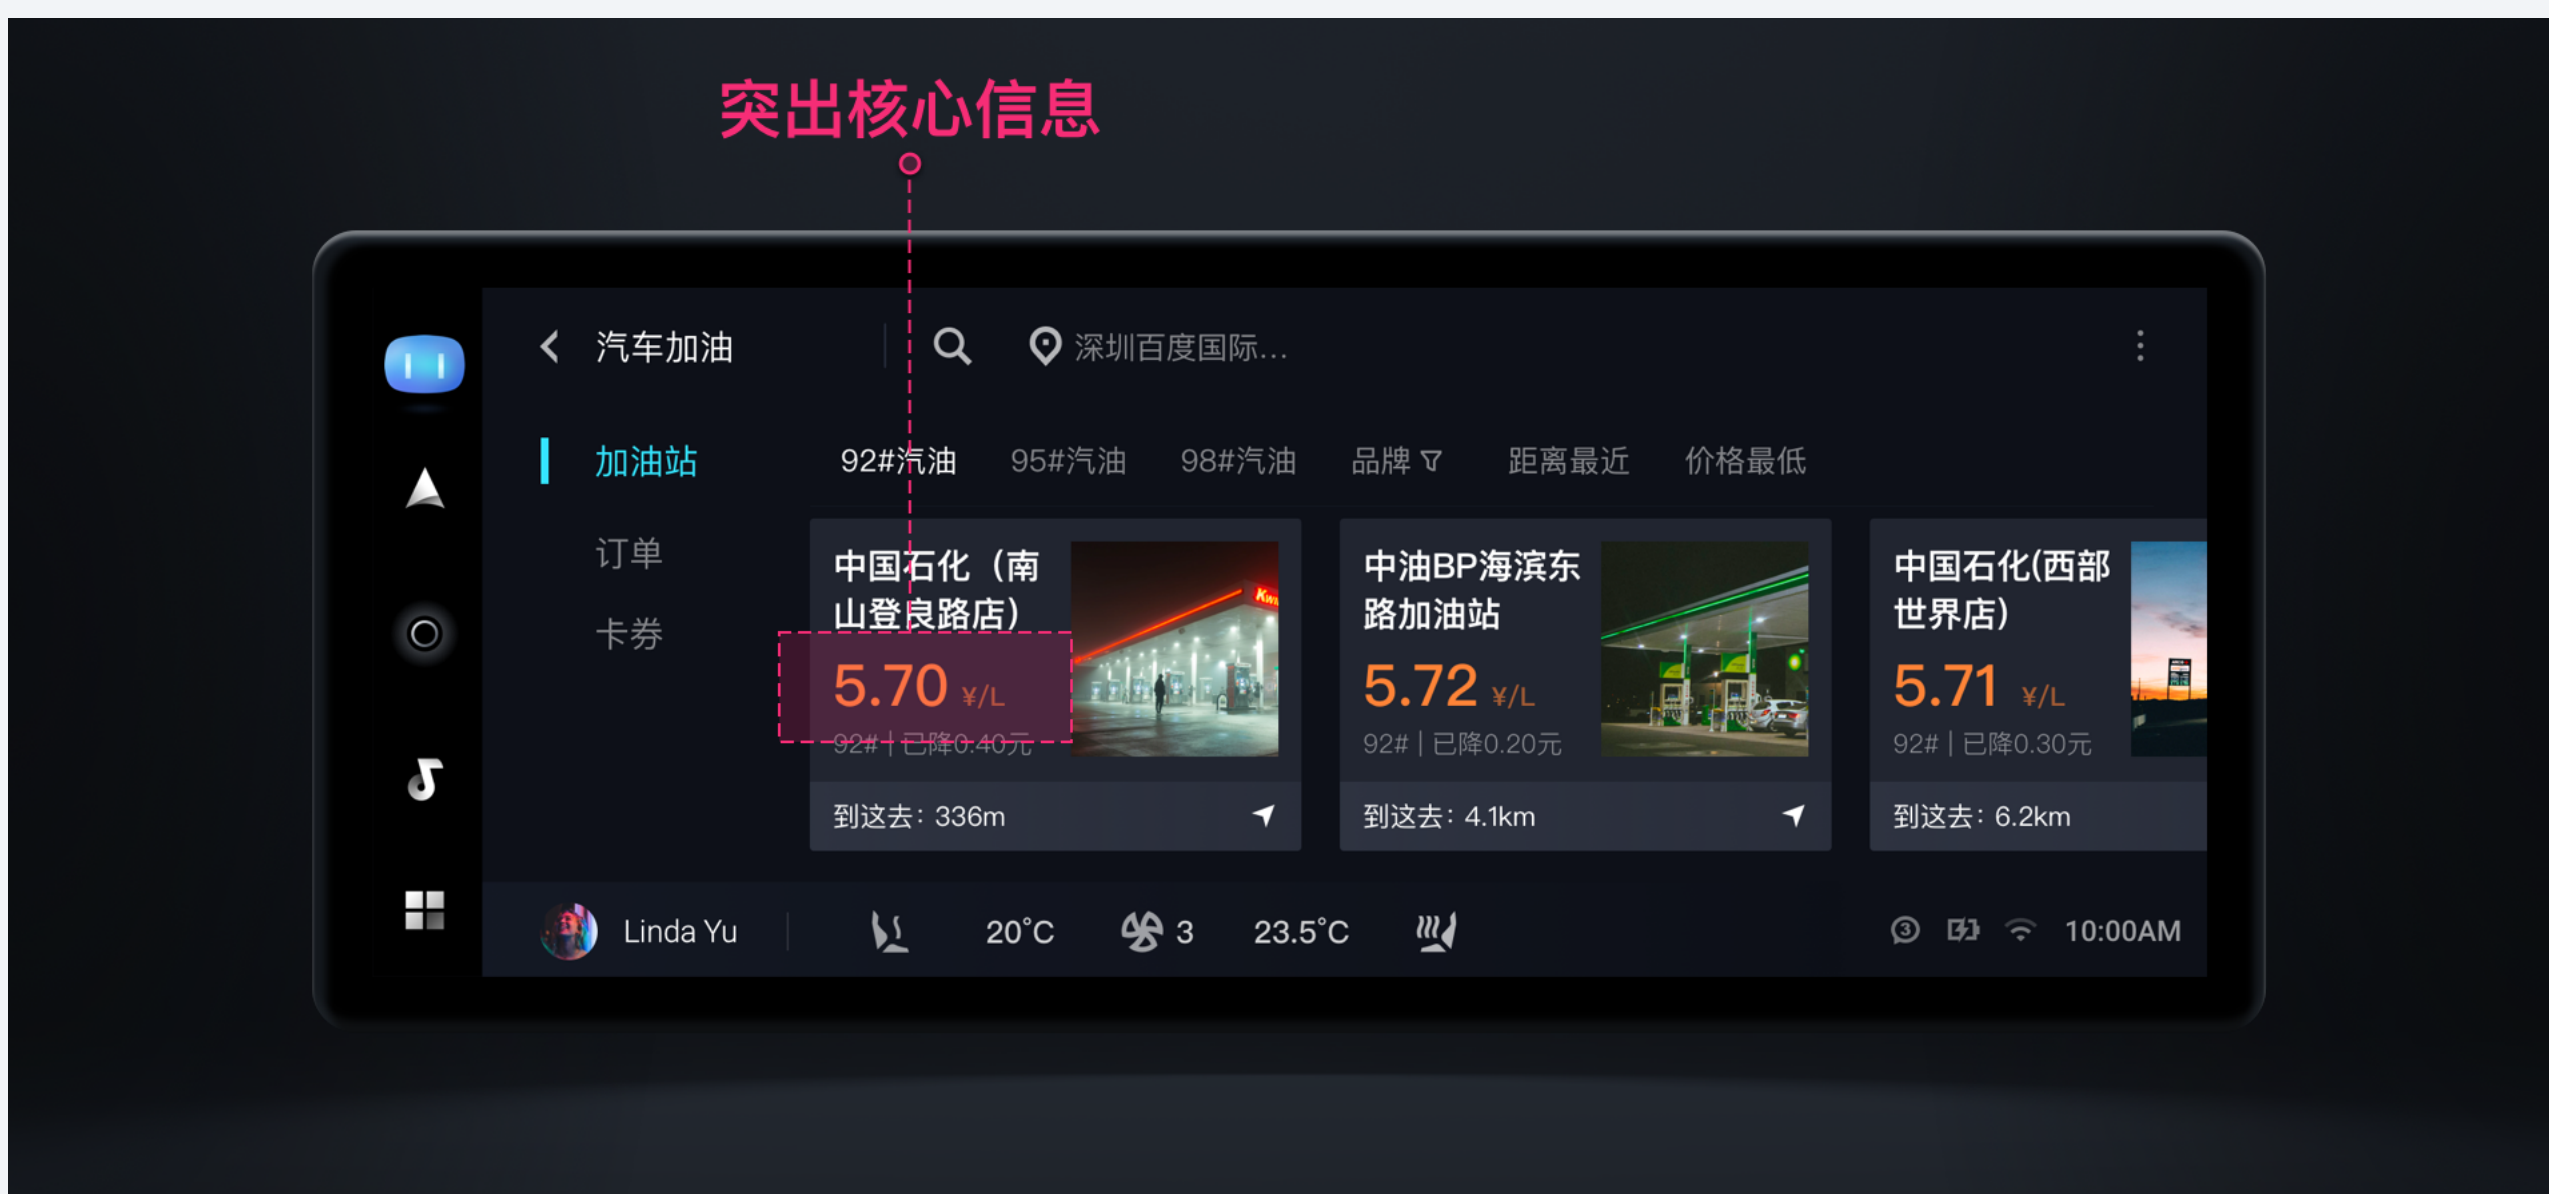 突出核心信息
汽车加油
深圳百度国际...
加油站
订单
卡券
92#汽油 95#汽油 98#汽油 品牌 距离最近 价格最低
中国石化（南
山登良路店）
5.70 ¥/L
92# | 已降0.40元
到这去：336m
中油BP海滨东
路加油站
5.72 ¥/L
92# | 已降0.20元
到这去：4.1km
中国石化(西部
世界店)
5.71 ¥/L
92# | 已降0.30元
到这去：6.2km
Linda Yu 20°C 3 23.5°C 3 10:00AM